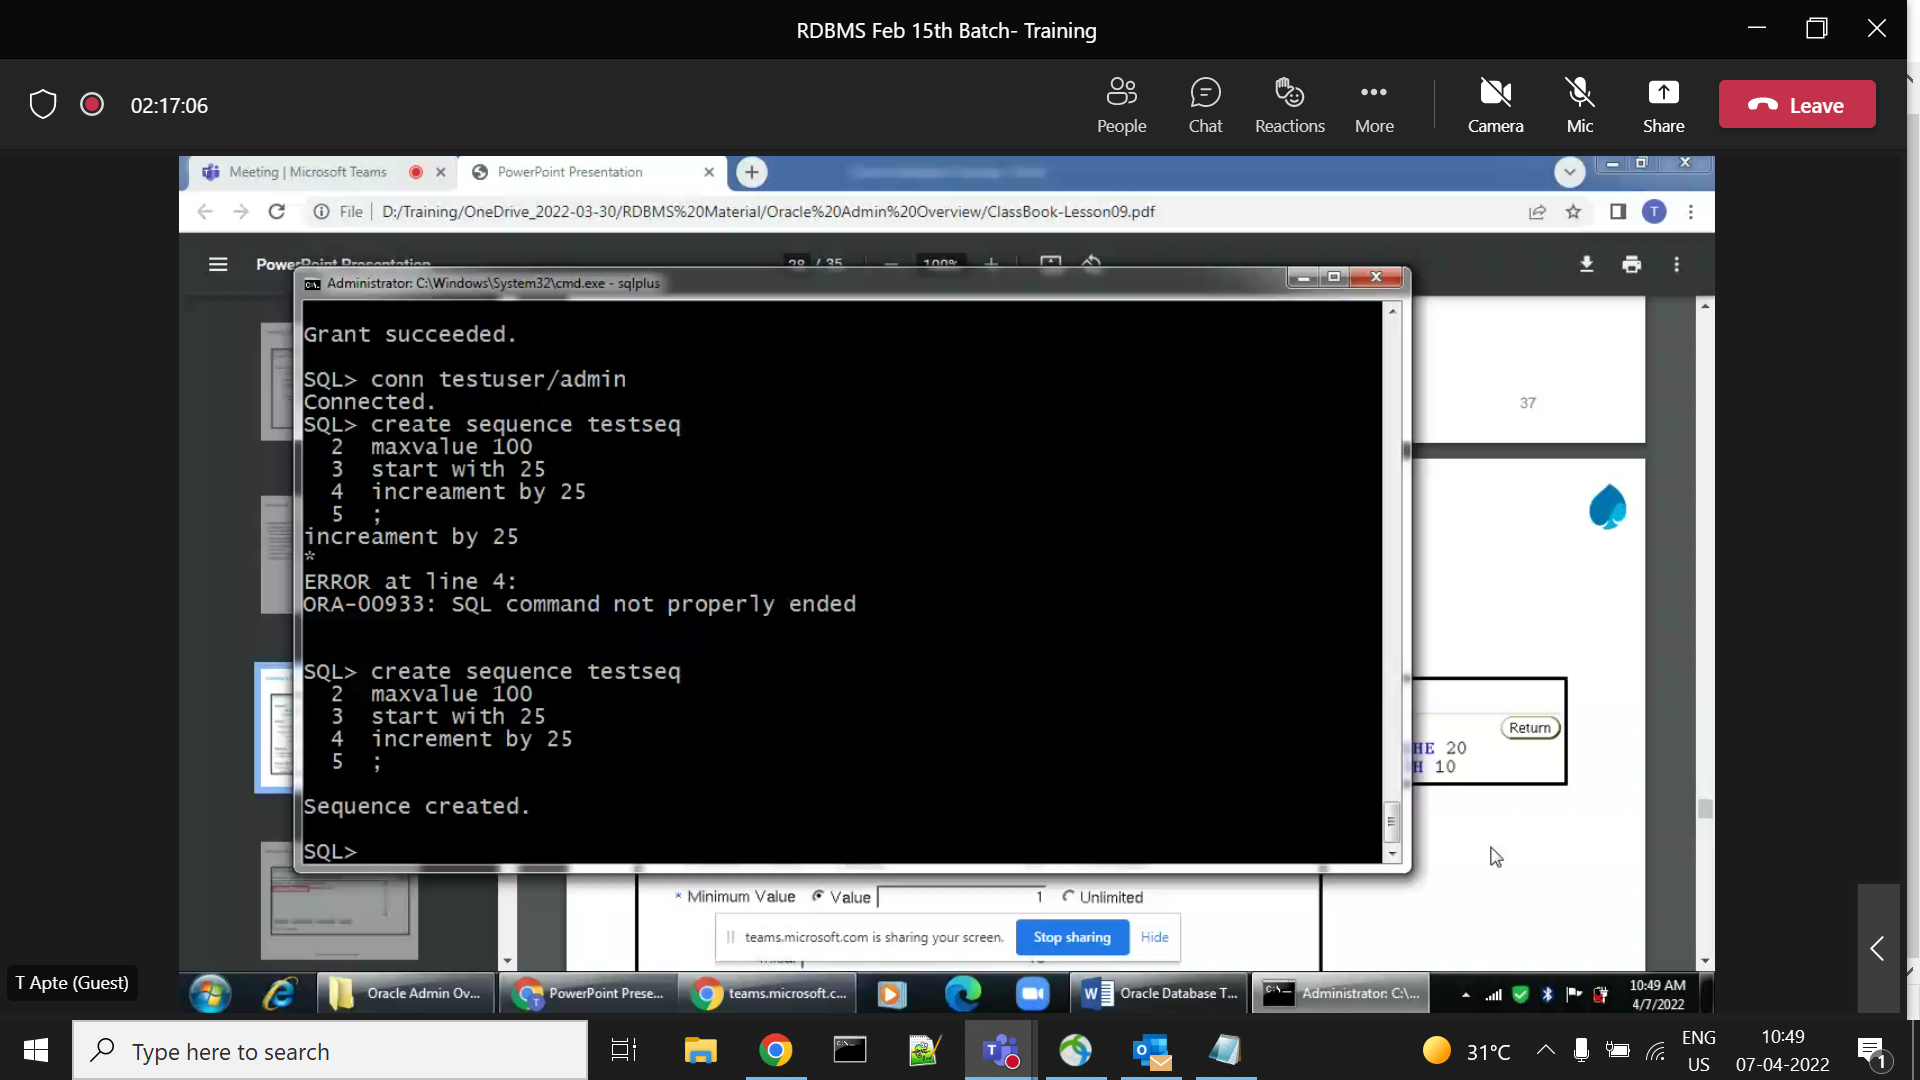 RDBMS Feb 15th Batch- Training
02:17:06
People
Chat
Reactions
More
Camera
Mic
Share
Leave
Meeting | Microsoft Teams
PowerPoint Presentation
File
D:/Training/OneDrive_2022-03-30/RDBMS%20Material/Oracle%20Admin%20Overview/ClassBook-Lesson09.pdf
T
PowerPoint Presentation
28 / 35
100%
Administrator: C:\Windows\System32\cmd.exe - sqlplus
Grant succeeded.
SQL> conn testuser/admin
Connected.
SQL> create sequence testseq
2 maxvalue 100
3 start with 25
4 increament by 25
5 ;
increament by 25
*
ERROR at line 4:
ORA-00933: SQL command not properly ended
SQL> create sequence testseq
2 maxvalue 100
3 start with 25
4 increment by 25
5 ;
Sequence created.
SQL>
37
Return
HE 20
H 10
* Minimum Value Value 1 Unlimited
teams.microsoft.com is sharing your screen.
Stop sharing
Hide
T Apte (Guest)
Oracle Admin Ov...
PowerPoint Prese...
teams.microsoft.c...
Oracle Database T...
Administrator: C:\...
10:49 AM
4/7/2022
Type here to search
31°C
ENG
US
10:49
07-04-2022
1